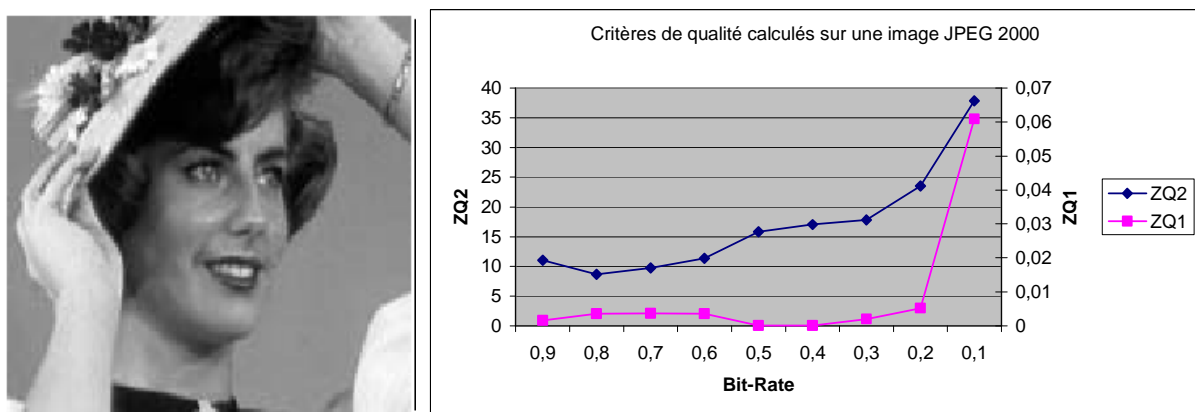 Critères de qualité calculés sur une image JPEG 2000
40
35
30
25
20
15
10
5
0
ZQ2
0,07
0,06
0,05
0,04
0,03
0,02
0,01
0
ZQ1
0,9 0,8 0,7 0,6 0,5 0,4 0,3 0,2 0,1
Bit-Rate
ZQ2
ZQ1